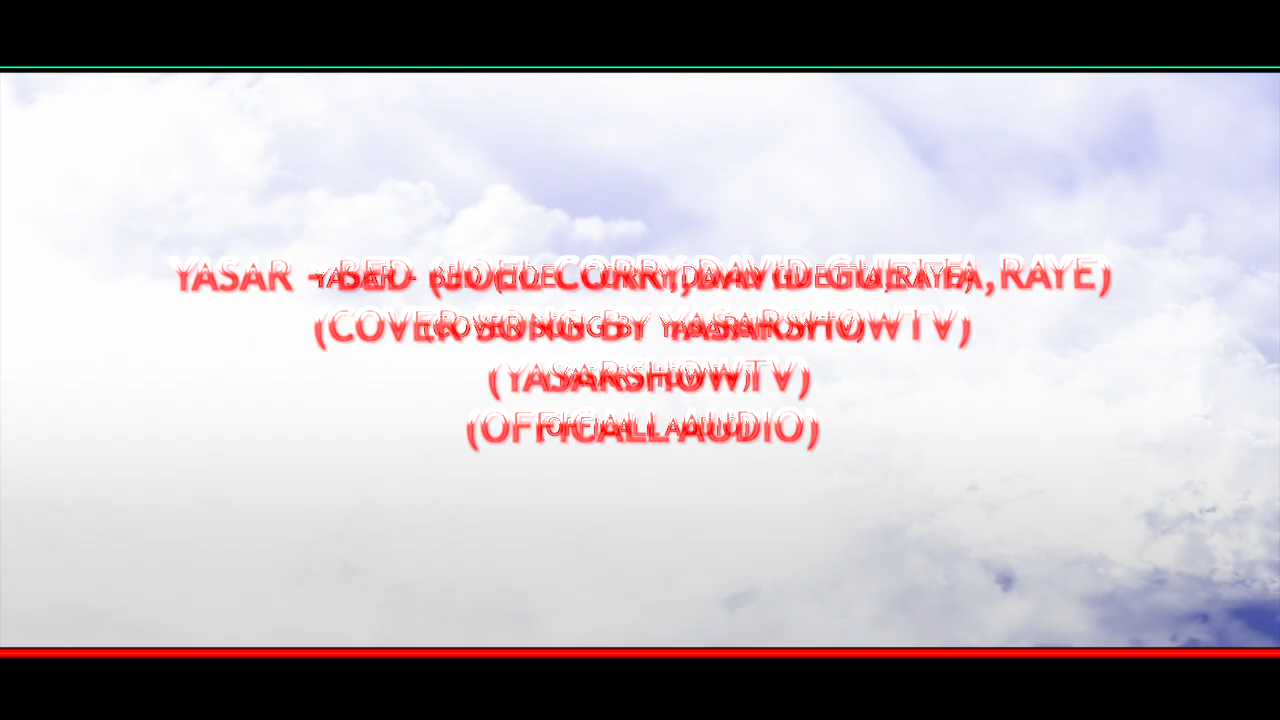 YASAR - BED (JOEL CORRY,DAVID GUETTA,RAYE)
(COVER SONG BY YASARSHOWTV)
(YASARSHOWTV)
(OFFICALL AUDIO)